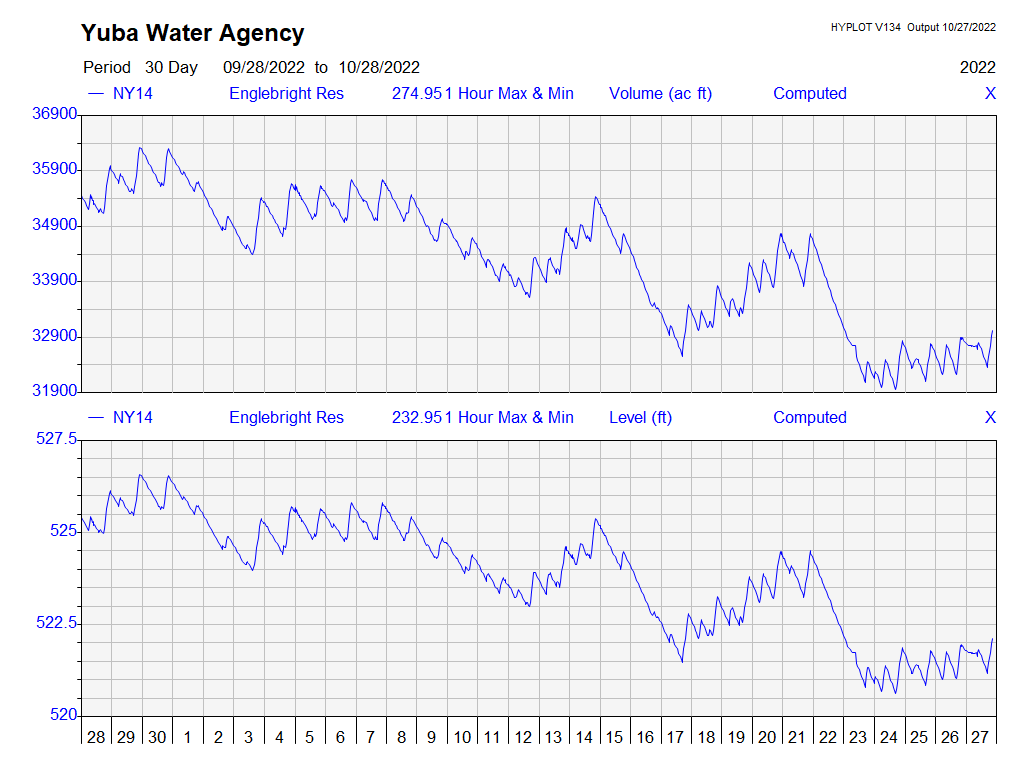 Yuba Water Agency
HYPLOT V134 Output 10/27/2022
Period 30 Day 09/28/2022 to 10/28/2022 2022
— NY14 Englebright Res 274.951 Hour Max & Min Volume (ac ft) Computed X
36900
35900
34900
33900
32900
31900
— NY14 Englebright Res 232.951 Hour Max & Min Level (ft) Computed X
527.5
525
522.5
520
28 29 30 1 2 3 4 5 6 7 8 9 10 11 12 13 14 15 16 17 18 19 20 21 22 23 24 25 26 27